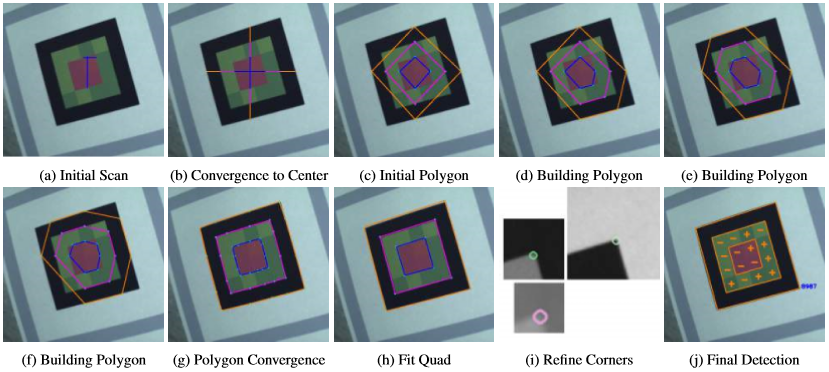 (a) Initial Scan
(b) Convergence to Center
(c) Initial Polygon
(d) Building Polygon
(e) Building Polygon
(f) Building Polygon
(g) Polygon Convergence
(h) Fit Quad
(i) Refine Corners
(j) Final Detection